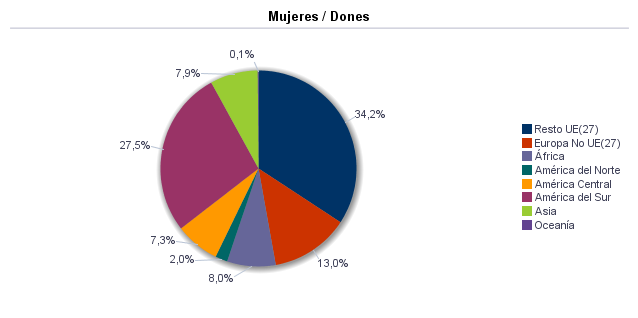 Mujeres / Dones
0,1%
7,9%
34,2%
27,5%
7,3%
2,0%
8,0%
13,0%
Resto UE(27)
Europa No UE(27)
África
América del Norte
América Central
América del Sur
Asia
Oceanía